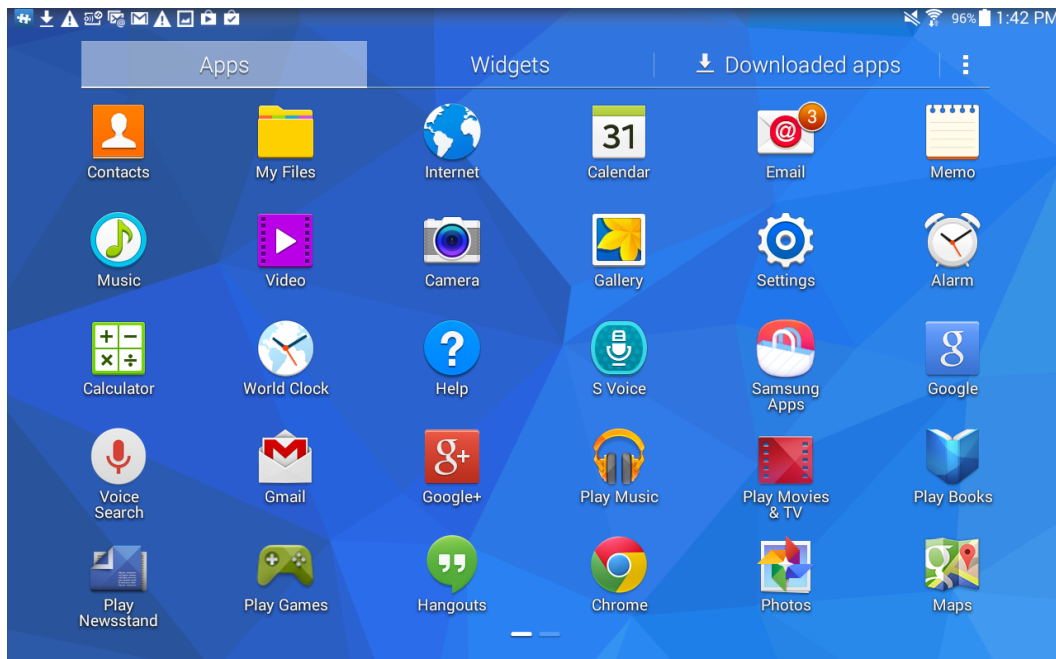 96% 1:42 PM
Apps Widgets Downloaded apps
31 3
Contacts My Files Internet Calendar Email Memo
Music Video Camera Gallery Settings Alarm
Calculator World Clock Help S Voice Samsung Apps Google
Voice Search Gmail Google+ Play Music Play Movies & TV Play Books
Play Newsstand Play Games Hangouts Chrome Photos Maps